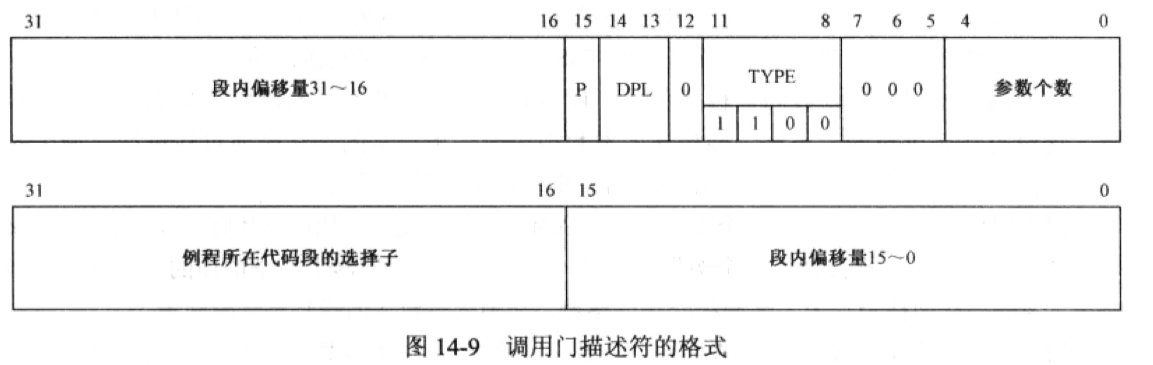 31 16 15 14 13 12 11 8 7 6 5 4 0
段内偏移量31～16 P DPL 0 TYPE 0 0 0 参数个数
1 1 0 0
31 16 15 0
例程所在代码段的选择子 段内偏移量15～0
图 14-9 调用门描述符的格式